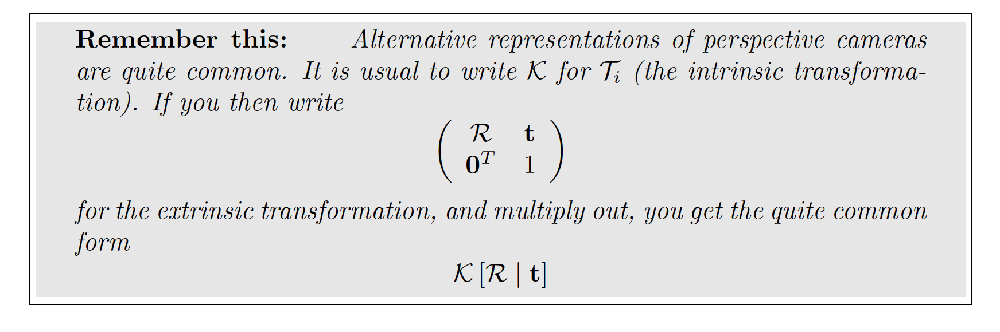 Remember this: Alternative representations of perspective cameras
are quite common. It is usual to write 𝒦 for 𝒯ᵢ (the intrinsic transforma-
tion). If you then write
( ℛ t
0ᵀ 1 )
for the extrinsic transformation, and multiply out, you get the quite common
form
𝒦 [ℛ | t]